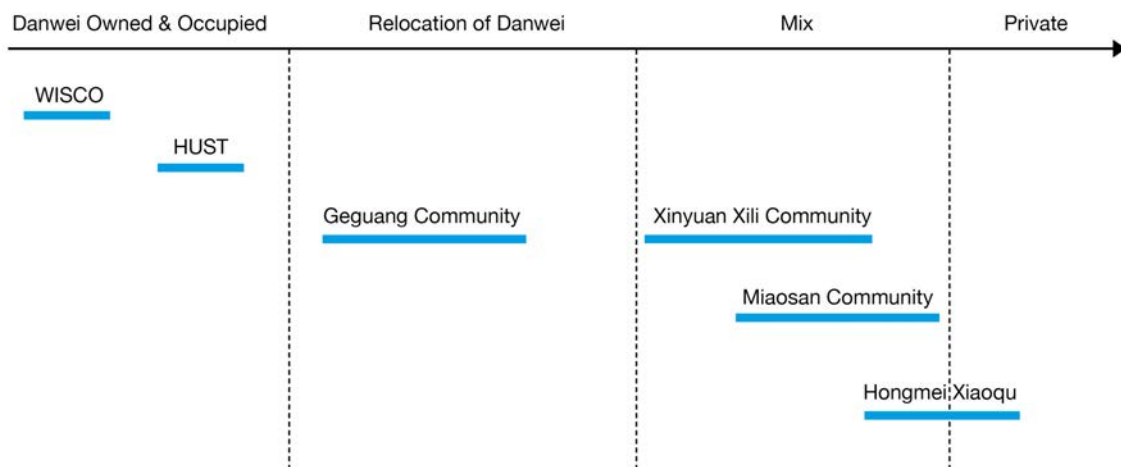 Danwei Owned & Occupied
Relocation of Danwei
Mix
Private
WISCO
HUST
Geguang Community
Xinyuan Xili Community
Miaosan Community
Hongmei Xiaoqu